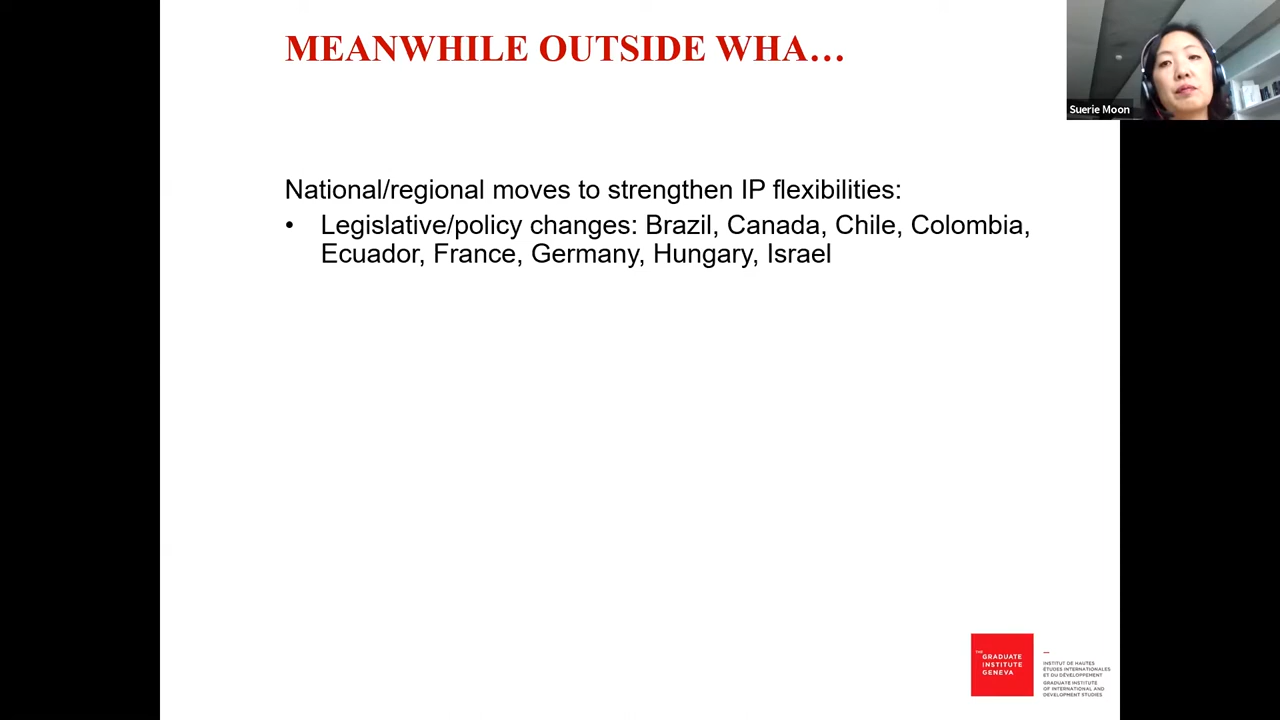 MEANWHILE OUTSIDE WHA…
Suerie Moon
National/regional moves to strengthen IP flexibilities:
• Legislative/policy changes: Brazil, Canada, Chile, Colombia,
Ecuador, France, Germany, Hungary, Israel
THE
GRADUATE
INSTITUTE
GENEVA
INSTITUT DE HAUTES
ÉTUDES INTERNATIONALES
ET DU DÉVELOPPEMENT
GRADUATE INSTITUTE
OF INTERNATIONAL AND
DEVELOPMENT STUDIES